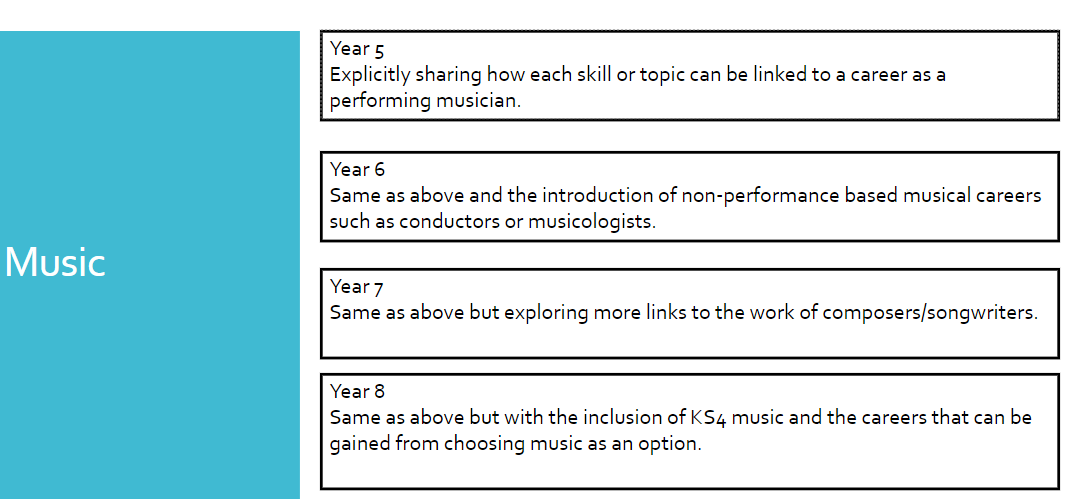 Music
Year 5
Explicitly sharing how each skill or topic can be linked to a career as a
performing musician.
Year 6
Same as above and the introduction of non-performance based musical careers
such as conductors or musicologists.
Year 7
Same as above but exploring more links to the work of composers/songwriters.
Year 8
Same as above but with the inclusion of KS4 music and the careers that can be
gained from choosing music as an option.